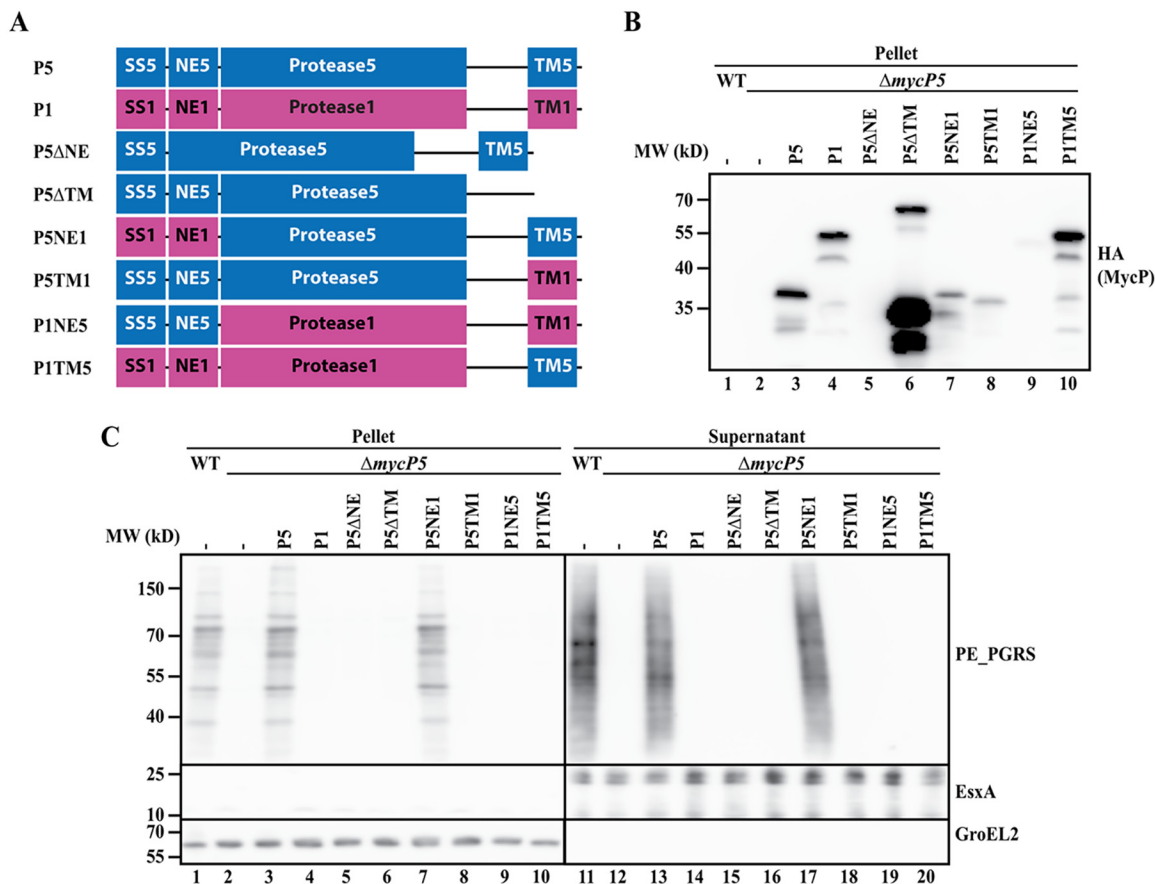 A
P5 SS5 NE5 Protease5 TM5
P1 SS1 NE1 Protease1 TM1
P5ΔNE SS5 Protease5 TM5
P5ΔTM SS5 NE5 Protease5
P5NE1 SS1 NE1 Protease5 TM5
P5TM1 SS5 NE5 Protease5 TM1
P1NE5 SS5 NE5 Protease1 TM1
P1TM5 SS1 NE1 Protease1 TM5
B
Pellet
WT ΔmycP5
MW (kD) - - P5 P1 P5ΔNE P5ΔTM P5NE1 P5TM1 P1NE5 P1TM5
70
55
40
35
HA
(MycP)
1 2 3 4 5 6 7 8 9 10
C
Pellet Supernatant
WT ΔmycP5 WT ΔmycP5
MW (kD) - - P5 P1 P5ΔNE P5ΔTM P5NE1 P5TM1 P1NE5 P1TM5 - - P5 P1 P5ΔNE P5ΔTM P5NE1 P5TM1 P1NE5 P1TM5
150
70
55
40
PE_PGRS
25
10
EsxA
70
55
GroEL2
1 2 3 4 5 6 7 8 9 10 11 12 13 14 15 16 17 18 19 20